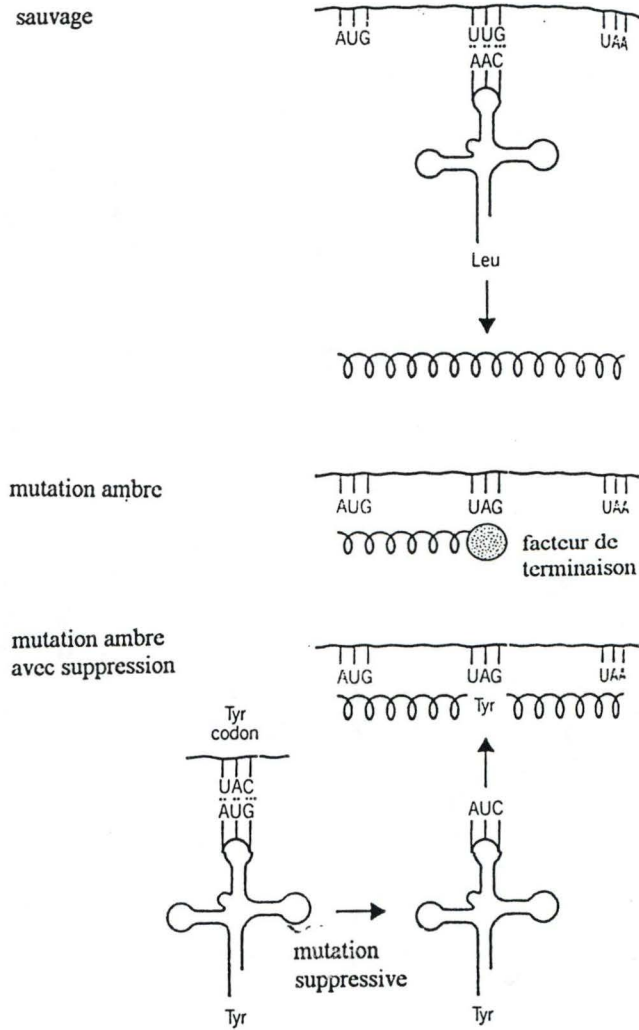 sauvage
AUG UUG UAA
AAC
Leu
mutation ambre
AUG UAG UAA
facteur de
terminaison
mutation ambre
avec suppression
AUG UAG UAA
Tyr
Tyr
codon
UAC
AUG
AUC
mutation
suppressive
Tyr Tyr